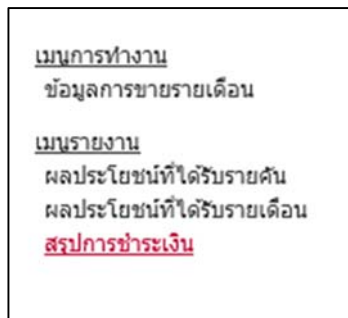 เมนูการทำงาน
ข้อมูลการขายรายเดือน
เมนูรายงาน
ผลประโยชน์ที่ได้รับรายคัน
ผลประโยชน์ที่ได้รับรายเดือน
สรุปการชำระเงิน